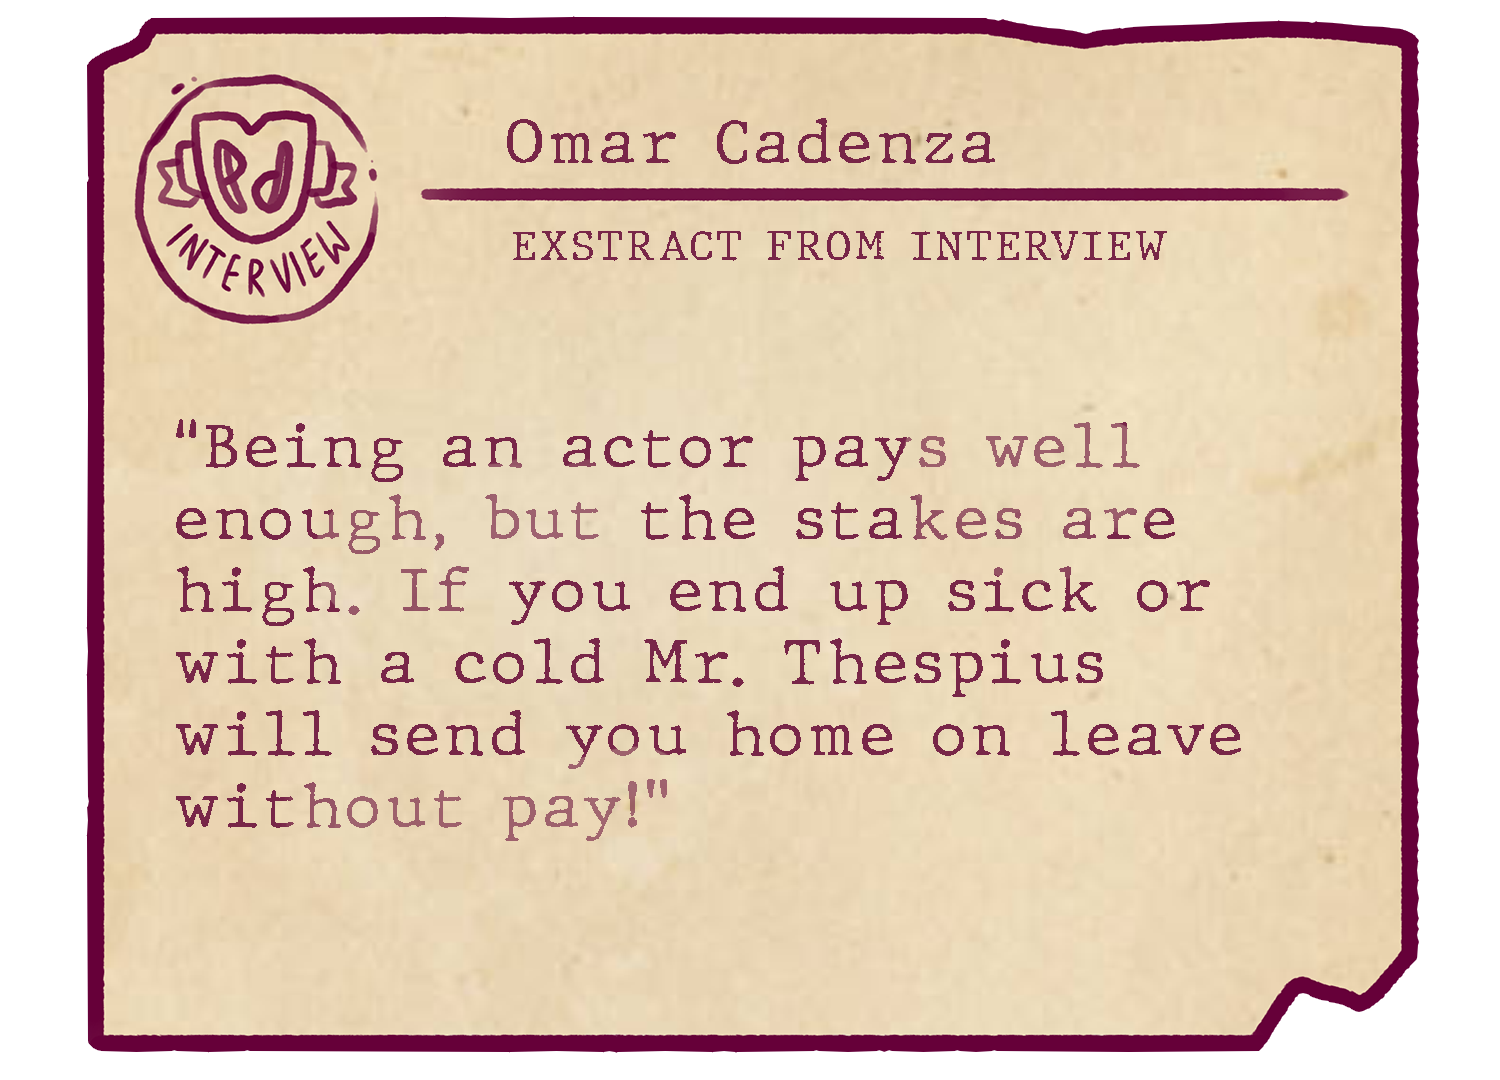 Pd
INTERVIEW
Omar Cadenza
EXSTRACT FROM INTERVIEW
"Being an actor pays well
enough, but the stakes are
high. If you end up sick or
with a cold Mr. Thespius
will send you home on leave
without pay!"